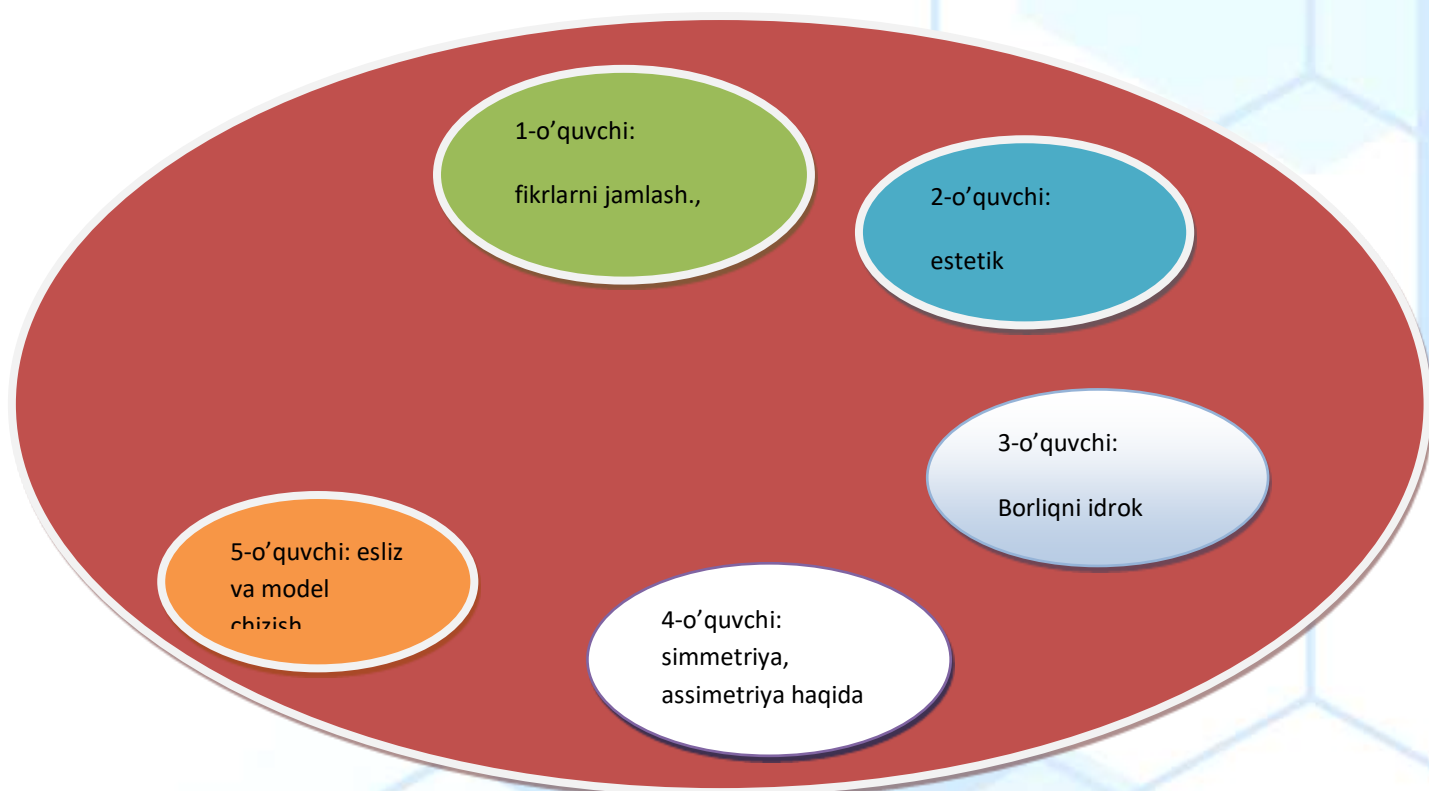 1-o’quvchi:
fikrlarni jamlash.,
2-o’quvchi:
estetik
3-o’quvchi:
Borliqni idrok
5-o’quvchi: esliz
va model
chizish
4-o’quvchi:
simmetriya,
assimetriya haqida